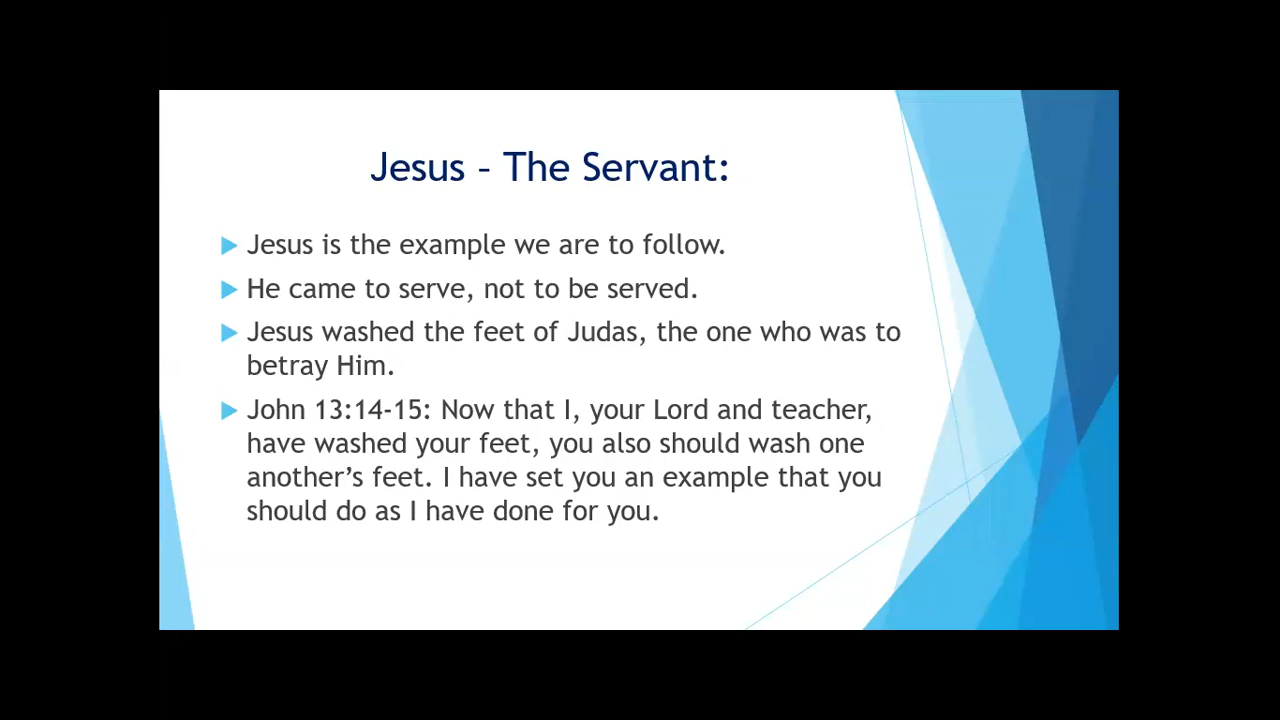 Jesus – The Servant:
Jesus is the example we are to follow.
He came to serve, not to be served.
Jesus washed the feet of Judas, the one who was to
betray Him.
John 13:14-15: Now that I, your Lord and teacher,
have washed your feet, you also should wash one
another’s feet. I have set you an example that you
should do as I have done for you.